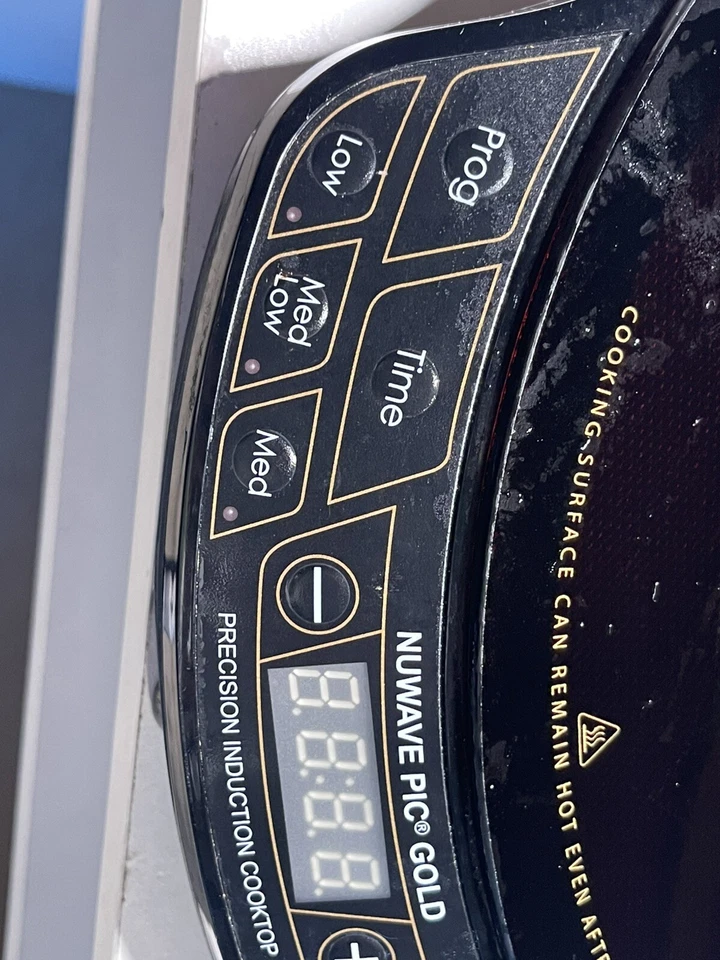 Prog
Time
Low
Med
Low
Med
NUWAVE PIC® GOLD
8.8:8.8.
PRECISION INDUCTION COOKTOP
COOKING SURFACE CAN REMAIN HOT EVEN